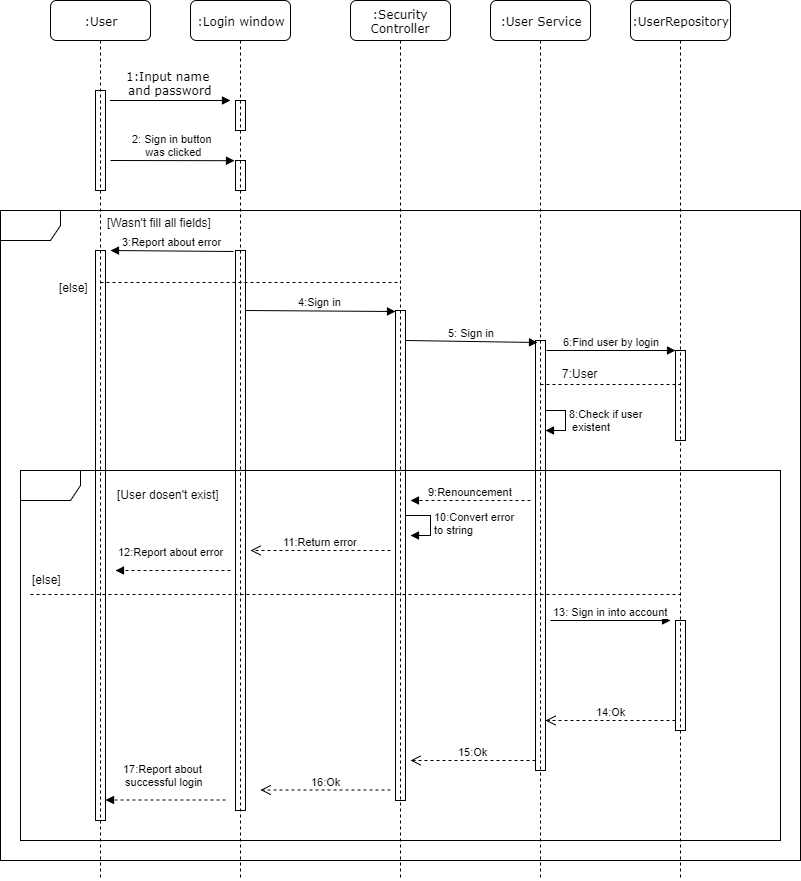 :User
:Login window
:Security
Controller
:User Service
:UserRepository
1:Input name
and password
2: Sign in button
was clicked
[Wasn't fill all fields]
3:Report about error
[else]
4:Sign in
5: Sign in
6:Find user by login
7:User
8:Check if user
existent
[User dosen't exist]
9:Renouncement
10:Convert error
to string
11:Return error
12:Report about error
[else]
13: Sign in into account
14:Ok
15:Ok
17:Report about
successful login
16:Ok